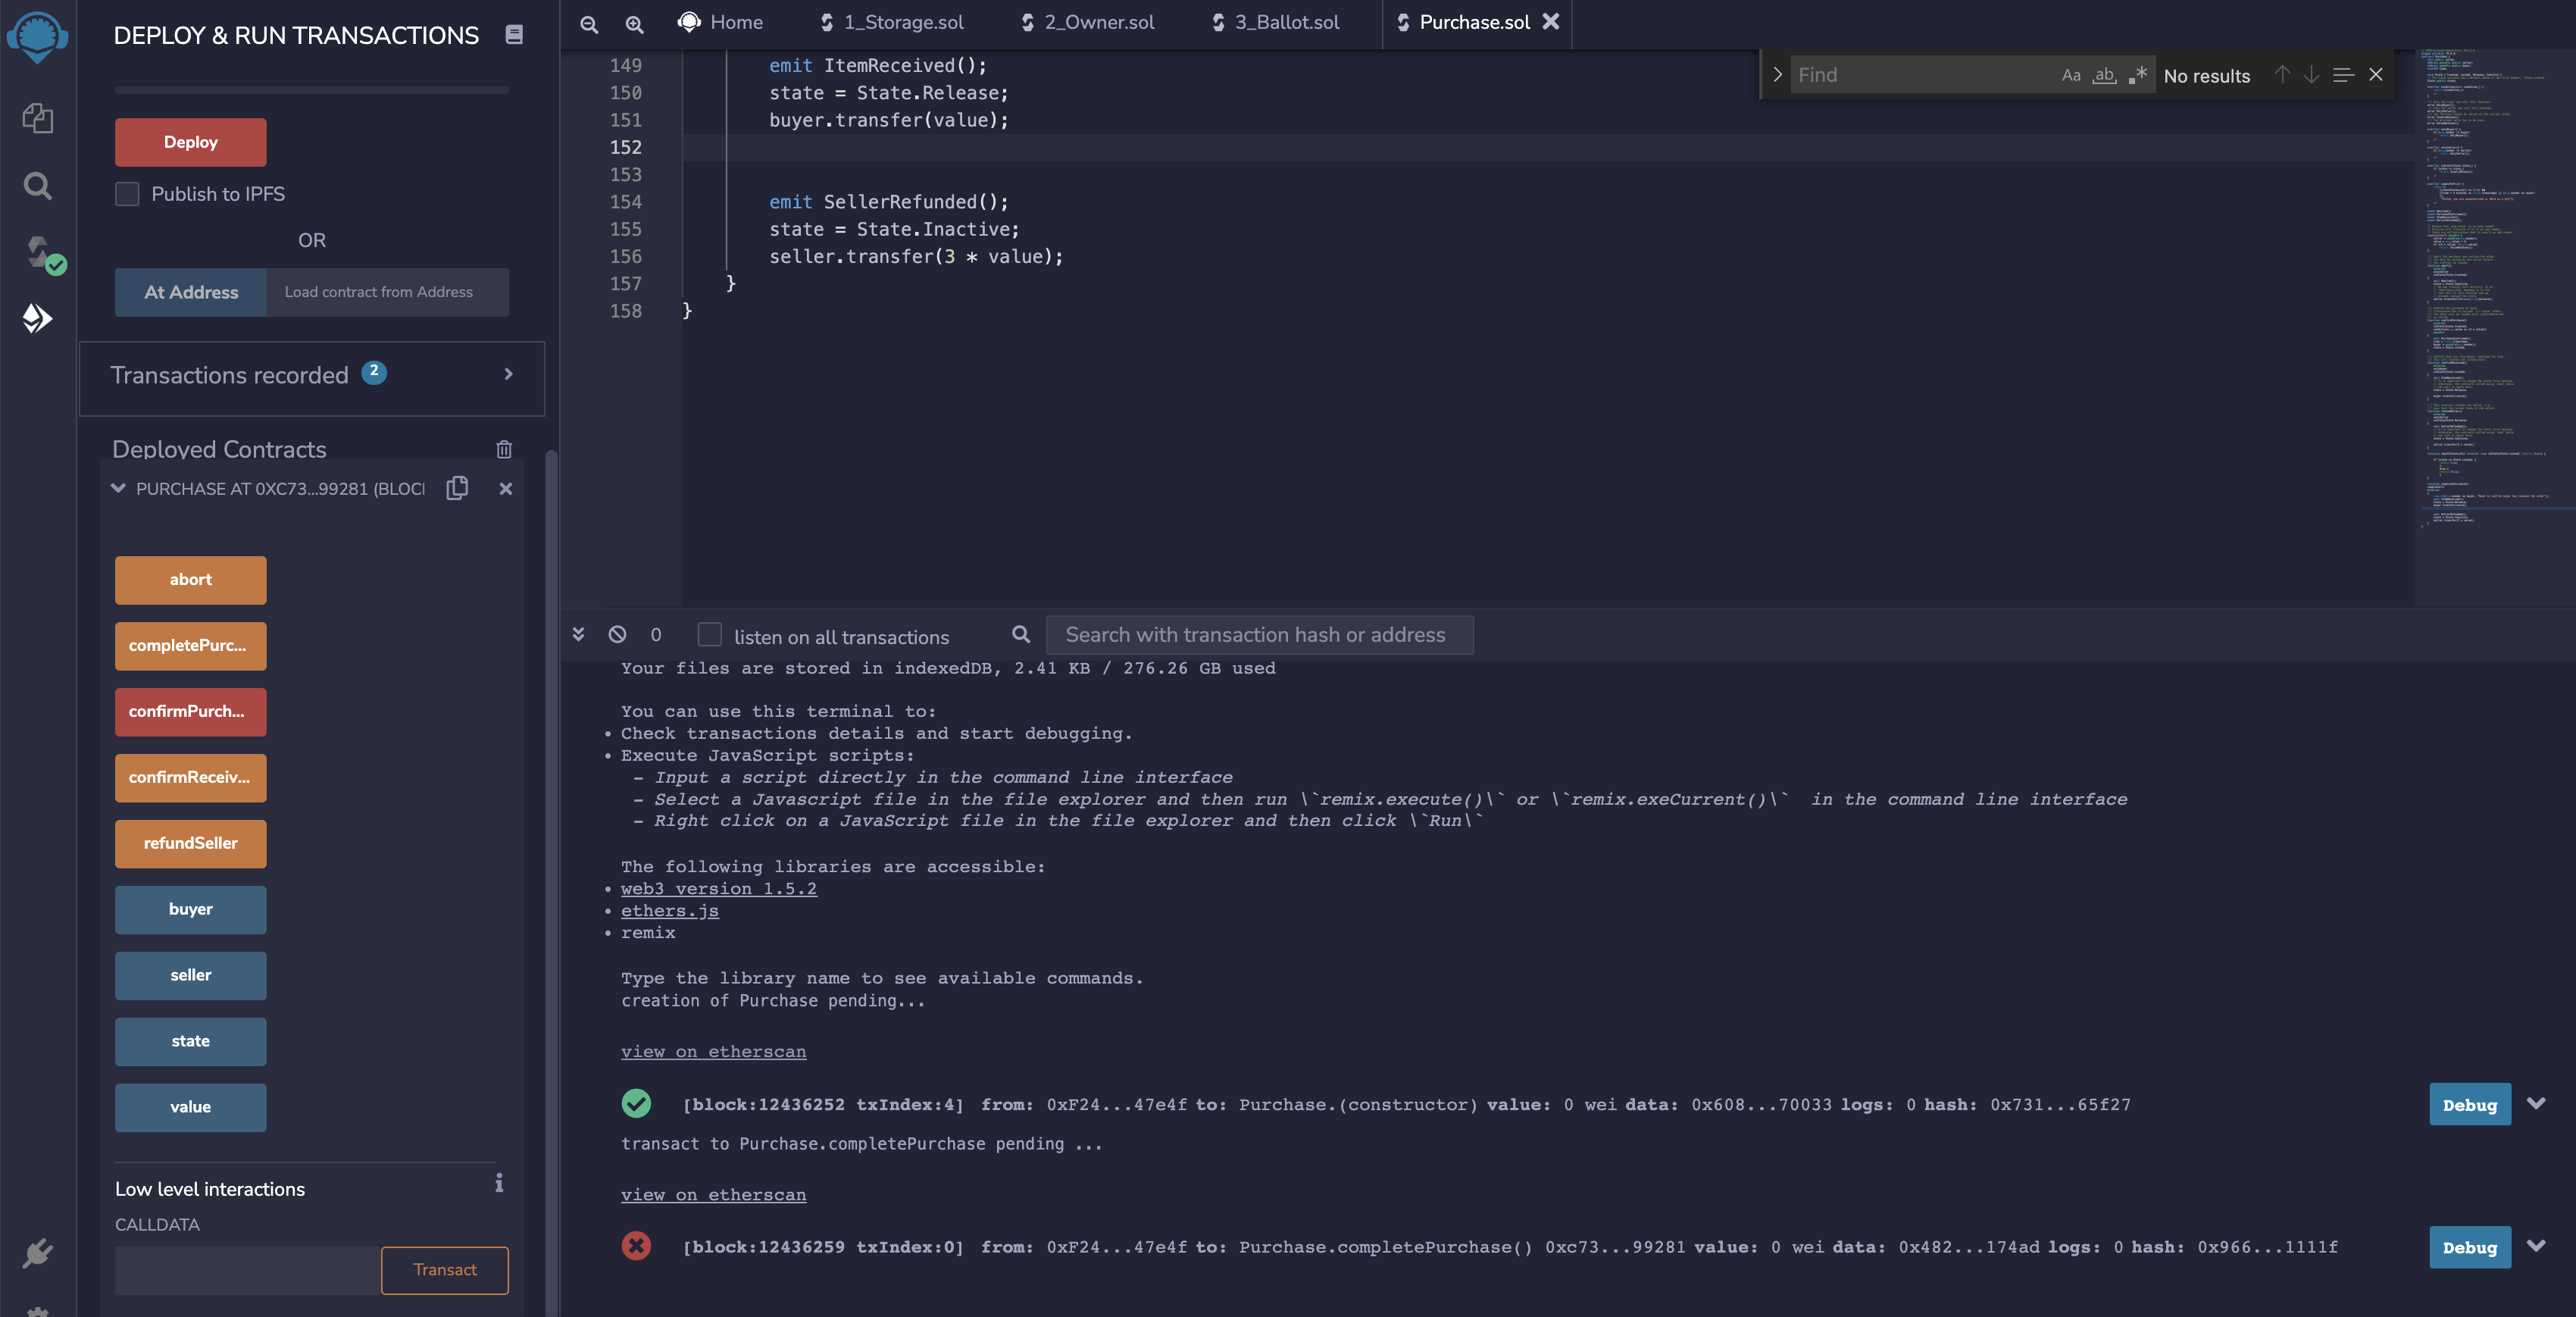 DEPLOY & RUN TRANSACTIONS
Deploy
Publish to IPFS
OR
At Address
Load contract from Address
Transactions recorded 2
Deployed Contracts
PURCHASE AT 0XC73...99281 (BLOCI
abort
completePurc...
confirmPurch...
confirmReceiv...
refundSeller
buyer
seller
state
value
Low level interactions
i
CALLDATA
Transact
Home
1_Storage.sol
2_Owner.sol
3_Ballot.sol
Purchase.sol
Find
Aa
ab
.*
No results
149 emit ItemReceived();
150 state = State.Release;
151 buyer.transfer(value);
152
153
154 emit SellerRefunded();
155 state = State.Inactive;
156 seller.transfer(3 * value);
157 }
158 }
0
listen on all transactions
Search with transaction hash or address
Your files are stored in indexedDB, 2.41 KB / 276.26 GB used
You can use this terminal to:
• Check transactions details and start debugging.
• Execute JavaScript scripts:
- Input a script directly in the command line interface
- Select a Javascript file in the file explorer and then run \`remix.execute()\` or \`remix.exeCurrent()\` in the command line interface
- Right click on a JavaScript file in the file explorer and then click \`Run\`
The following libraries are accessible:
• web3 version 1.5.2
• ethers.js
• remix
Type the library name to see available commands.
creation of Purchase pending...
view on etherscan
[block:12436252 txIndex:4] from: 0xF24...47e4f to: Purchase.(constructor) value: 0 wei data: 0x608...70033 logs: 0 hash: 0x731...65f27
Debug
transact to Purchase.completePurchase pending ...
view on etherscan
[block:12436259 txIndex:0] from: 0xF24...47e4f to: Purchase.completePurchase() 0xc73...99281 value: 0 wei data: 0x482...174ad logs: 0 hash: 0x966...1111f
Debug